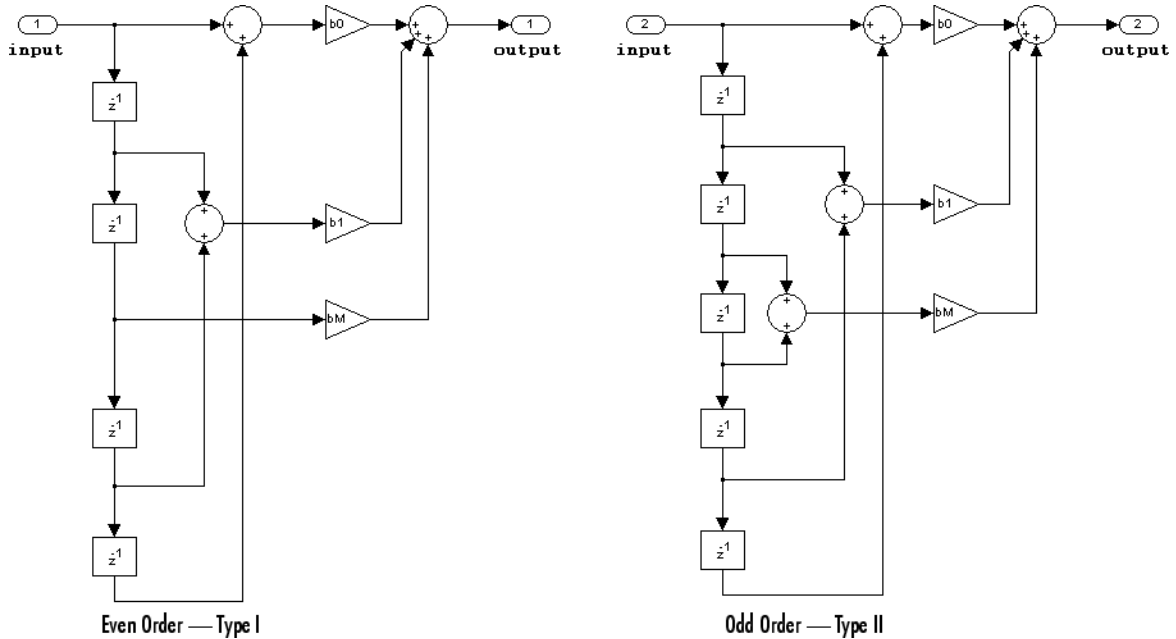 1
input
+
+
b0
+
+
+
1
output
z-1
z-1
+
+
b1
bM
z-1
z-1
Even Order — Type I
2
input
+
+
b0
+
+
+
2
output
z-1
z-1
+
+
b1
z-1
+
+
bM
z-1
z-1
Odd Order — Type II